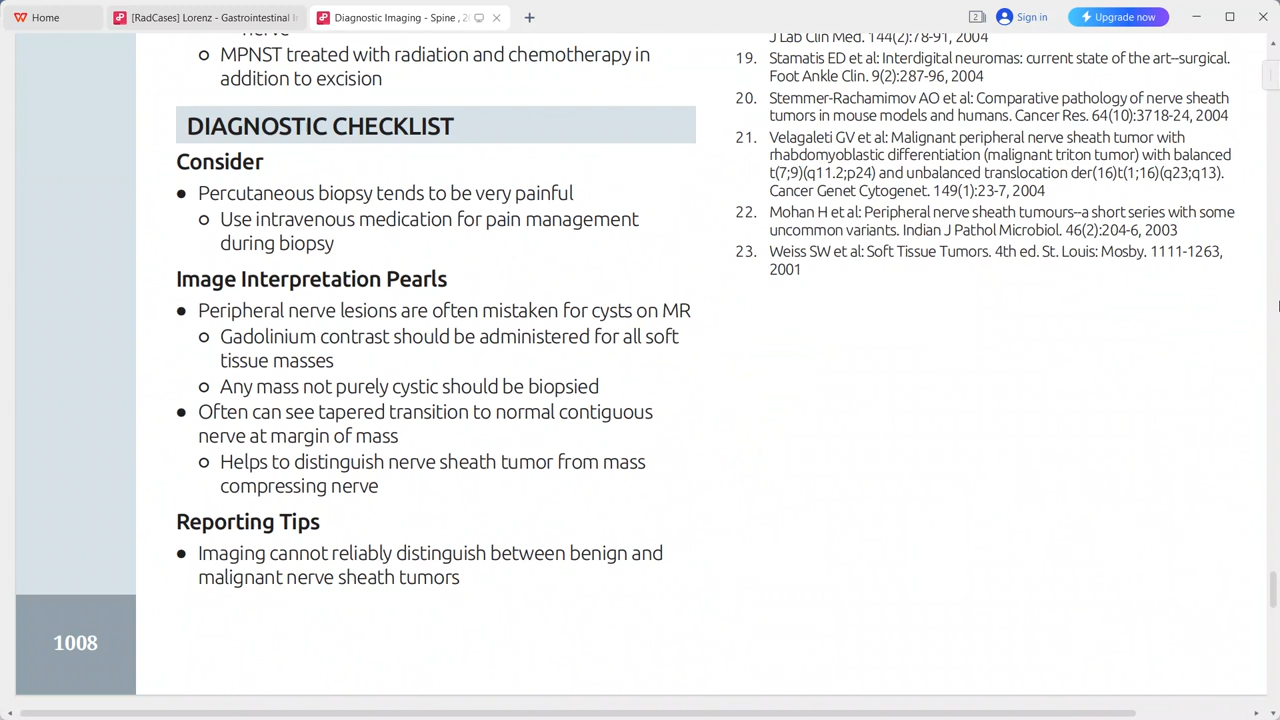 Home
[RadCases] Lorenz - Gastrointestinal
Diagnostic Imaging - Spine , 2
2
Sign in
Upgrade now
nerve
○ MPNST treated with radiation and chemotherapy in
addition to excision
DIAGNOSTIC CHECKLIST
Consider
● Percutaneous biopsy tends to be very painful
○ Use intravenous medication for pain management
during biopsy
Image Interpretation Pearls
● Peripheral nerve lesions are often mistaken for cysts on MR
○ Gadolinium contrast should be administered for all soft
tissue masses
○ Any mass not purely cystic should be biopsied
● Often can see tapered transition to normal contiguous
nerve at margin of mass
○ Helps to distinguish nerve sheath tumor from mass
compressing nerve
Reporting Tips
● Imaging cannot reliably distinguish between benign and
malignant nerve sheath tumors
1008
J Lab Clin Med. 144(2):78-91, 2004
19. Stamatis ED et al: Interdigital neuromas: current state of the art--surgical.
Foot Ankle Clin. 9(2):287-96, 2004
20. Stemmer-Rachamimov AO et al: Comparative pathology of nerve sheath
tumors in mouse models and humans. Cancer Res. 64(10):3718-24, 2004
21. Velagaleti GV et al: Malignant peripheral nerve sheath tumor with
rhabdomyoblastic differentiation (malignant triton tumor) with balanced
t(7;9)(q11.2;p24) and unbalanced translocation der(16)t(1;16)(q23;q13).
Cancer Genet Cytogenet. 149(1):23-7, 2004
22. Mohan H et al: Peripheral nerve sheath tumours--a short series with some
uncommon variants. Indian J Pathol Microbiol. 46(2):204-6, 2003
23. Weiss SW et al: Soft Tissue Tumors. 4th ed. St. Louis: Mosby. 1111-1263,
2001